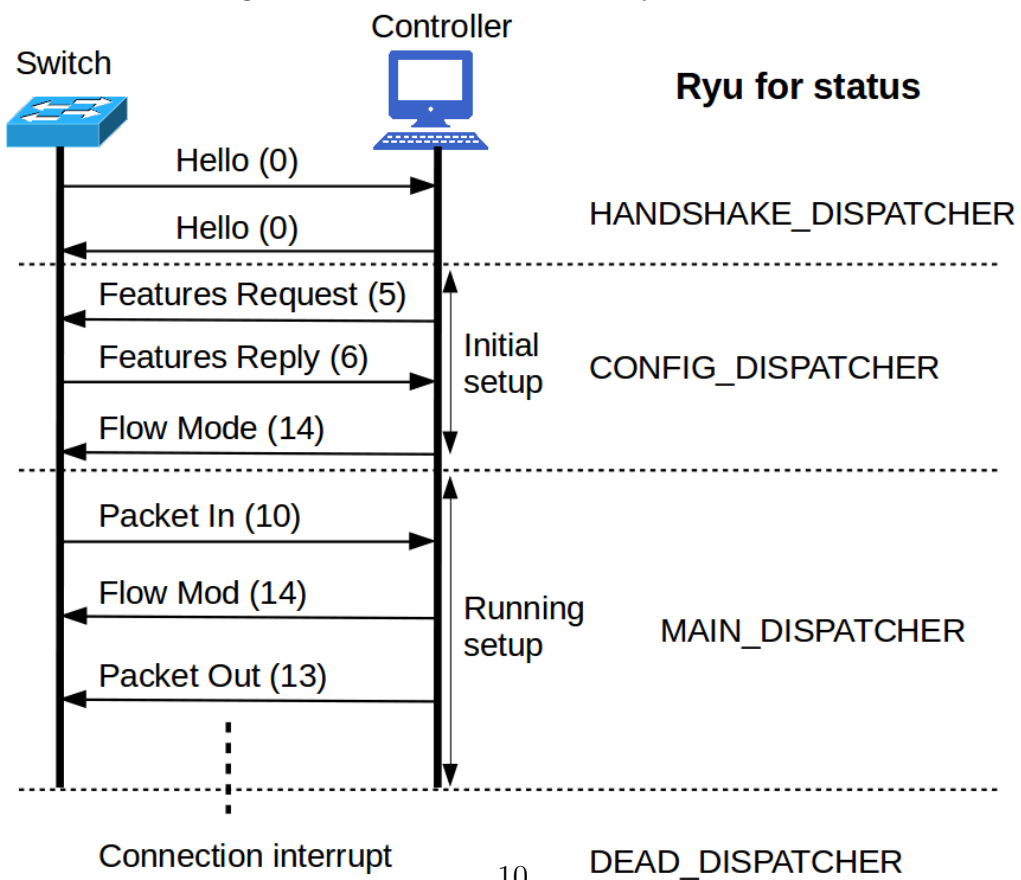 Controller
Switch
Ryu for status
Hello (0)
HANDSHAKE_DISPATCHER
Hello (0)
Features Request (5)
Initial
setup
Features Reply (6)
CONFIG_DISPATCHER
Flow Mode (14)
Packet In (10)
Flow Mod (14)
Running
setup
MAIN_DISPATCHER
Packet Out (13)
Connection interrupt
10
DEAD_DISPATCHER